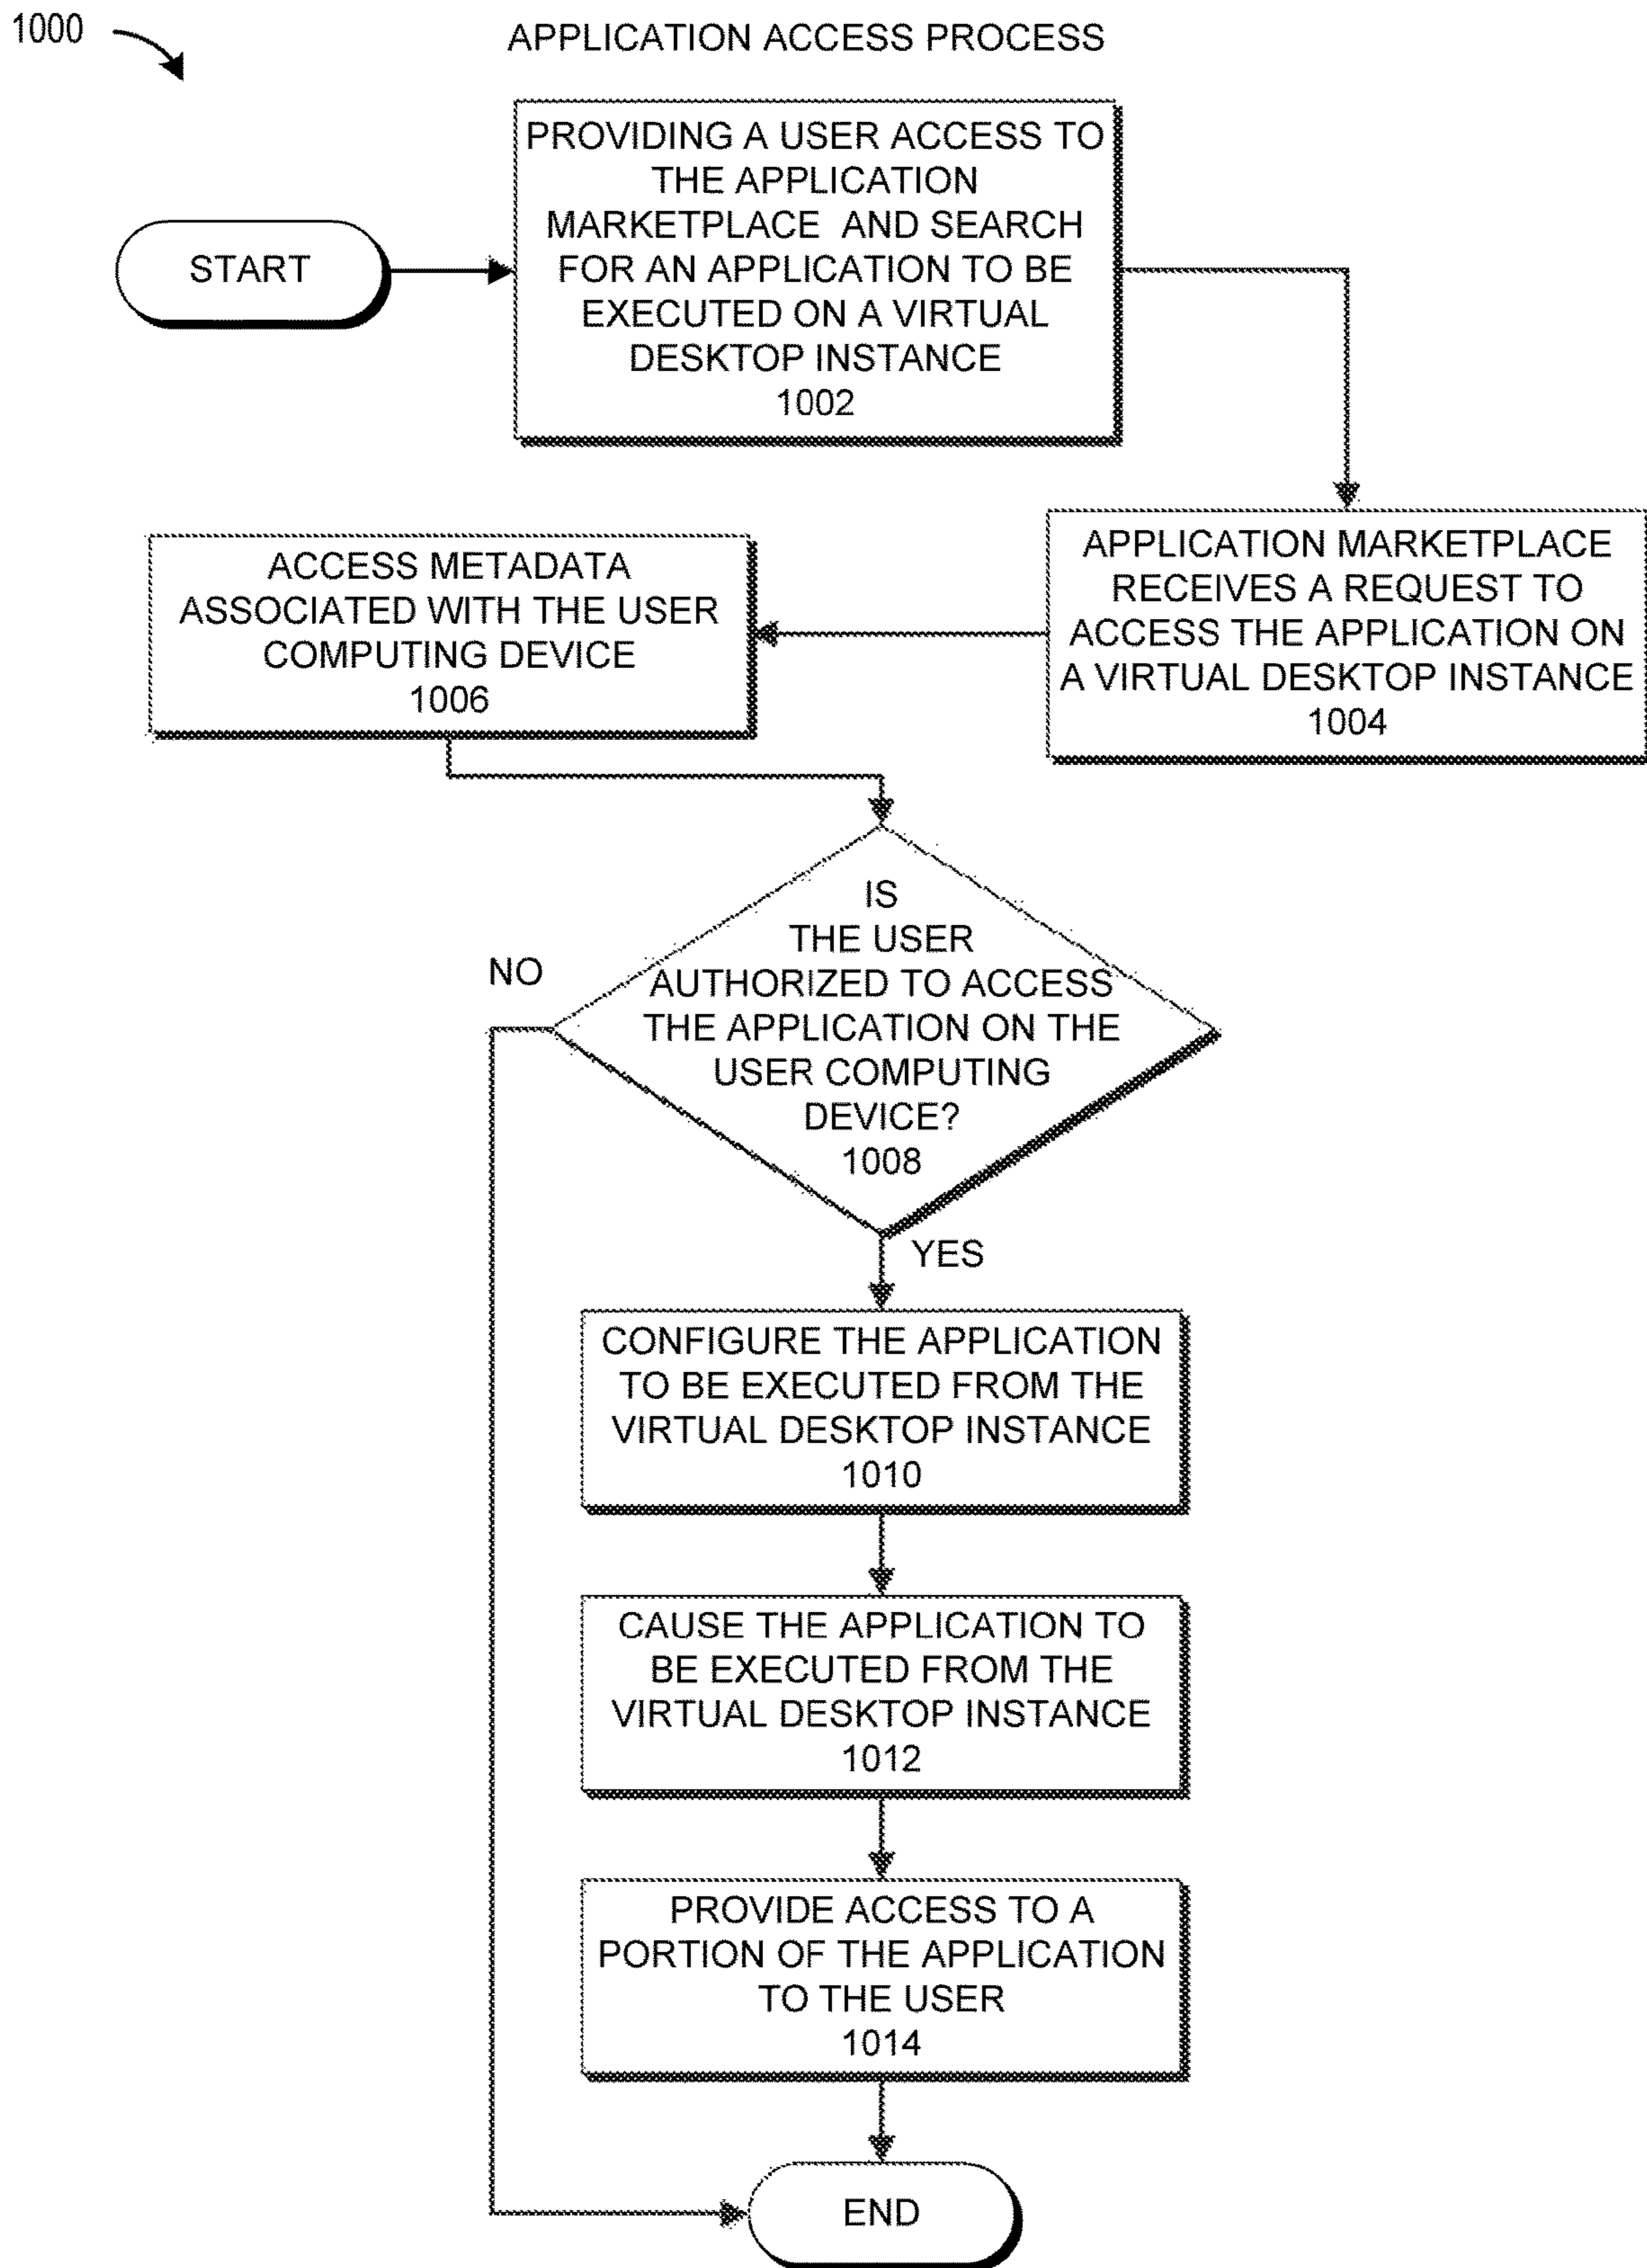 1000
APPLICATION ACCESS PROCESS
START
PROVIDING A USER ACCESS TO
THE APPLICATION
MARKETPLACE AND SEARCH
FOR AN APPLICATION TO BE
EXECUTED ON A VIRTUAL
DESKTOP INSTANCE
1002
APPLICATION MARKETPLACE
RECEIVES A REQUEST TO
ACCESS THE APPLICATION ON
A VIRTUAL DESKTOP INSTANCE
1004
ACCESS METADATA
ASSOCIATED WITH THE USER
COMPUTING DEVICE
1006
IS
THE USER
AUTHORIZED TO ACCESS
THE APPLICATION ON THE
USER COMPUTING
DEVICE?
1008
NO
YES
CONFIGURE THE APPLICATION
TO BE EXECUTED FROM THE
VIRTUAL DESKTOP INSTANCE
1010
CAUSE THE APPLICATION TO
BE EXECUTED FROM THE
VIRTUAL DESKTOP INSTANCE
1012
PROVIDE ACCESS TO A
PORTION OF THE APPLICATION
TO THE USER
1014
END